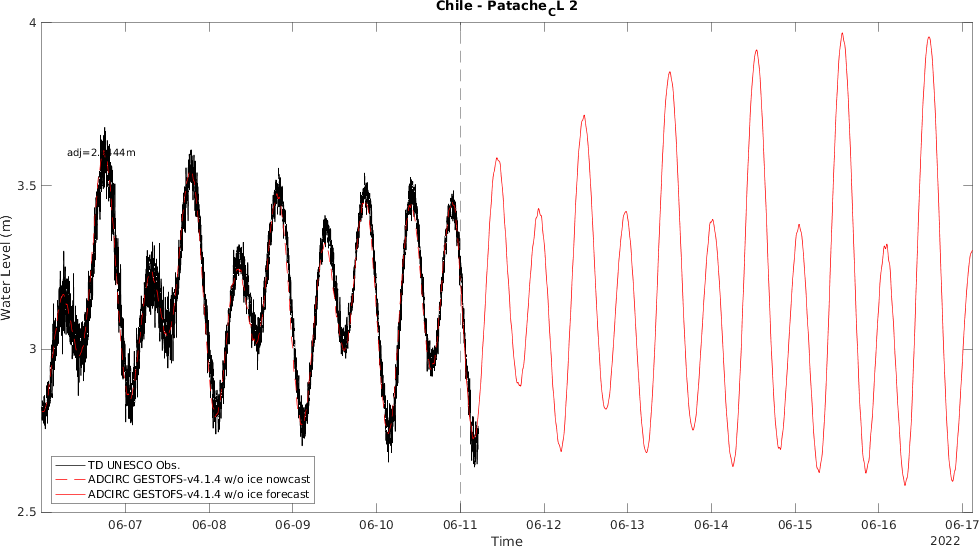 Chile - Patache_CL 2
4
3.5
3
2.5
Water Level (m)
TD UNESCO Obs.
ADCIRC GESTOFS-v4.1.4 w/o ice nowcast
ADCIRC GESTOFS-v4.1.4 w/o ice forecast
06-07 06-08 06-09 06-10 06-11 06-12 06-13 06-14 06-15 06-16 06-17
Time
2022